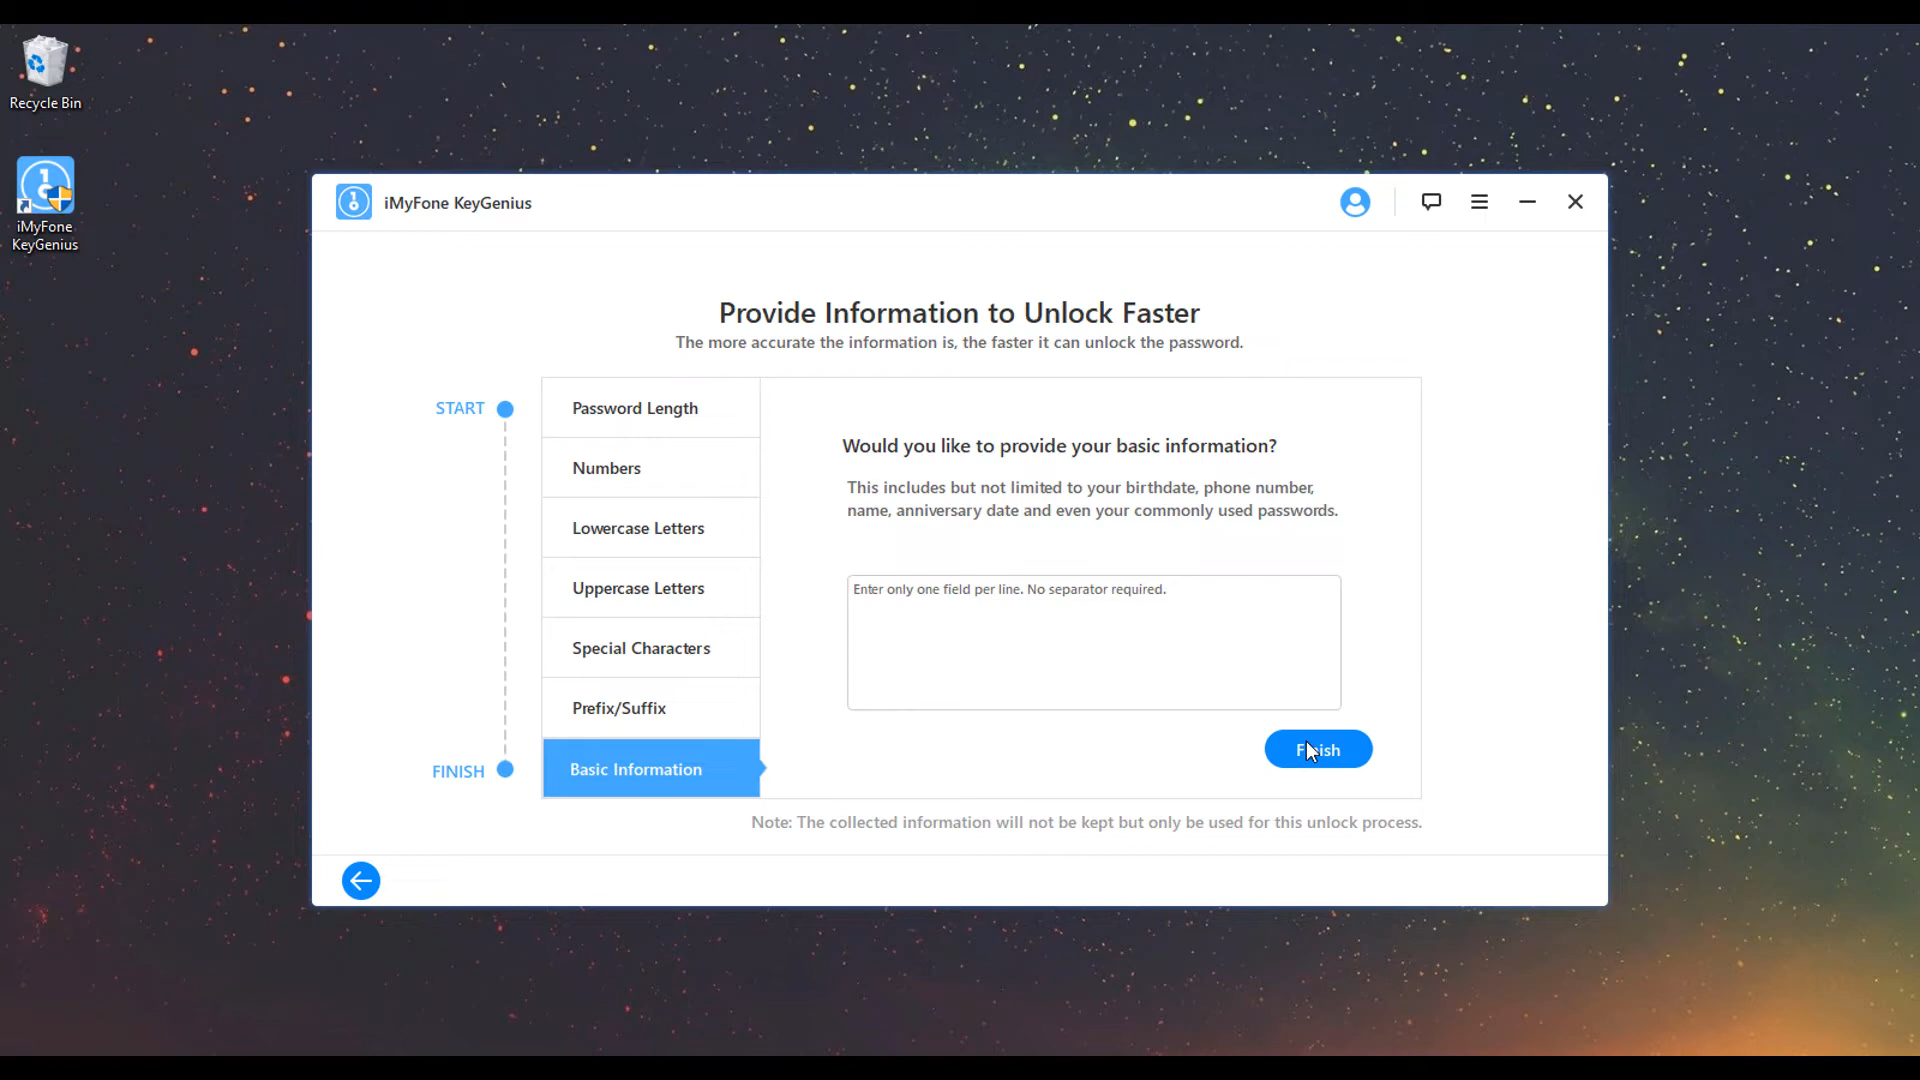 Recycle Bin
iMyFone
KeyGenius
iMyFone KeyGenius
Provide Information to Unlock Faster
The more accurate the information is, the faster it can unlock the password.
START
Password Length
Numbers
Lowercase Letters
Uppercase Letters
Special Characters
Prefix/Suffix
FINISH
Basic Information
Would you like to provide your basic information?
This includes but not limited to your birthdate, phone number,
name, anniversary date and even your commonly used passwords.
Enter only one field per line. No separator required.
Finish
Note: The collected information will not be kept but only be used for this unlock process.